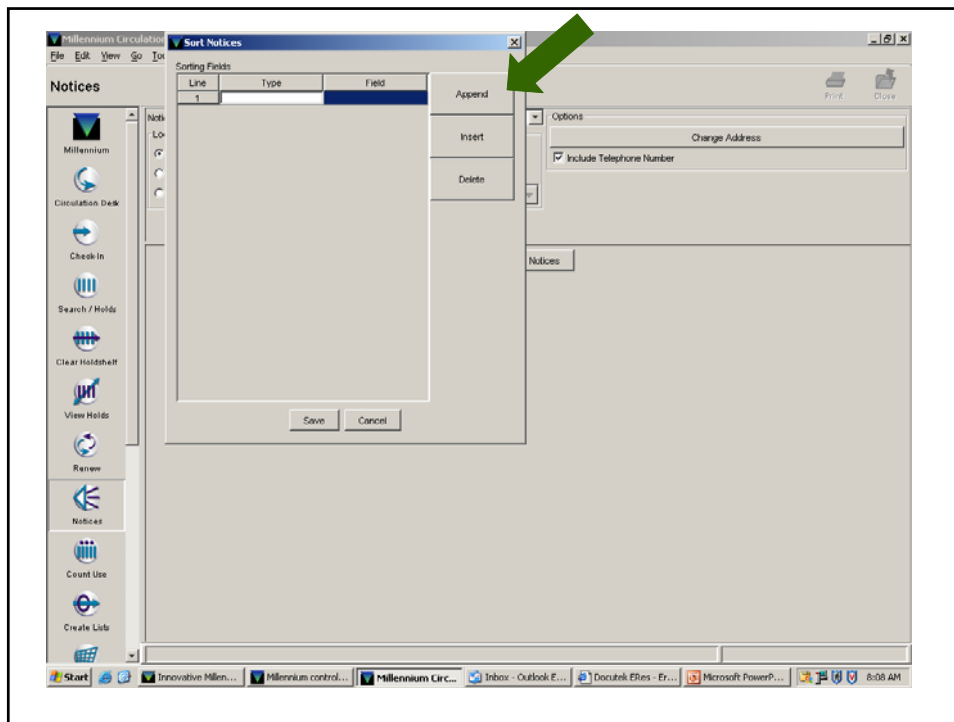 Millennium Circulation
Sort Notices
File Edit View Go
Sorting Fields
Line Type Field
1
Append
Insert
Delete
Save Cancel
Notices
Print Close
Options
Change Address
Include Telephone Number
Notices
Millennium
Circulation Desk
Check-In
Search / Holds
Clear Holdshelf
View Holds
Renew
Notices
Count Use
Create Lists
Start Innovative Millen... Millennium control... Millennium Circ... Inbox - Outlook E... Docutek ERes - Er... Microsoft PowerP... 8:08 AM